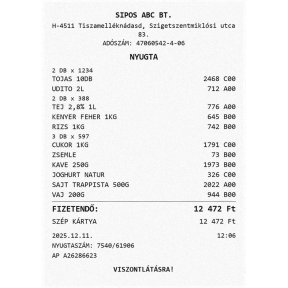 SIPOS ABC BT.
H-4511 Tiszamelléknádasd, Szigetszentmiklósi utca
83.
ADÓSZÁM: 47060542-4-06
NYUGTA
2 DB x 1234
TOJAS 10DB 2468 C00
UDITO 2L 712 A00
2 DB x 388
TEJ 2,8% 1L 776 A00
KENYER FEHER 1KG 645 B00
RIZS 1KG 742 B00
3 DB x 597
CUKOR 1KG 1791 C00
ZSEMLE 73 B00
KAVE 250G 1973 B00
JOGHURT NATUR 326 C00
SAJT TRAPPISTA 500G 2022 A00
VAJ 200G 944 B00
FIZETENDŐ: 12 472 Ft
SZÉP KÁRTYA 12 472 Ft
2025.12.11. 12:06
NYUGTASZÁM: 7540/61906
AP A26286623
VISZONTLÁTÁSRA!